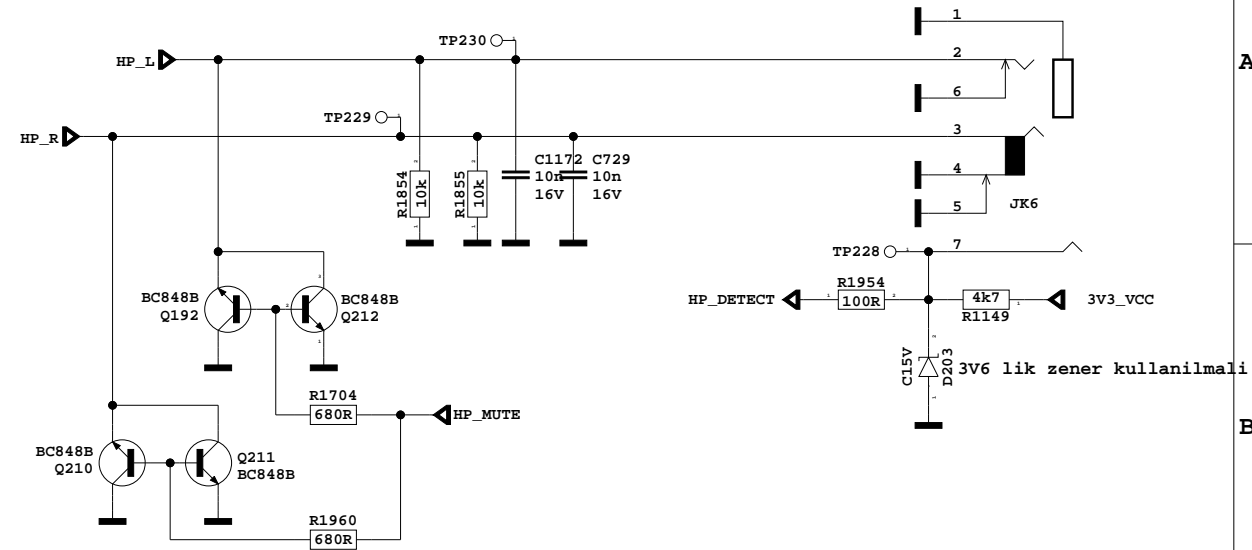 1
TP230
2
HP_L
A
6
TP229
3
HP_R
C1172 C729
10n 10n
16V 16V
R1854
10k
R1855
10k
4
5
JK6
7
TP228
R1954
HP_DETECT
100R
4k7
3V3_VCC
R1149
BC848B
Q192
BC848B
Q212
C15V
D203
3V6 lik zener kullanilmali
R1704
680R
HP_MUTE
B
BC848B
Q210
Q211
BC848B
R1960
680R